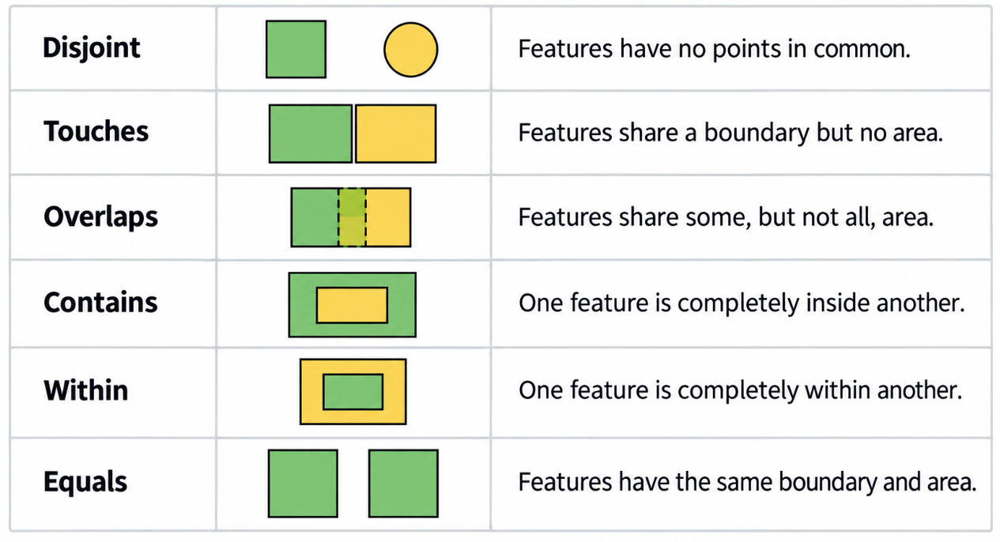 Disjoint
Features have no points in common.
Touches
Features share a boundary but no area.
Overlaps
Features share some, but not all, area.
Contains
One feature is completely inside another.
Within
One feature is completely within another.
Equals
Features have the same boundary and area.